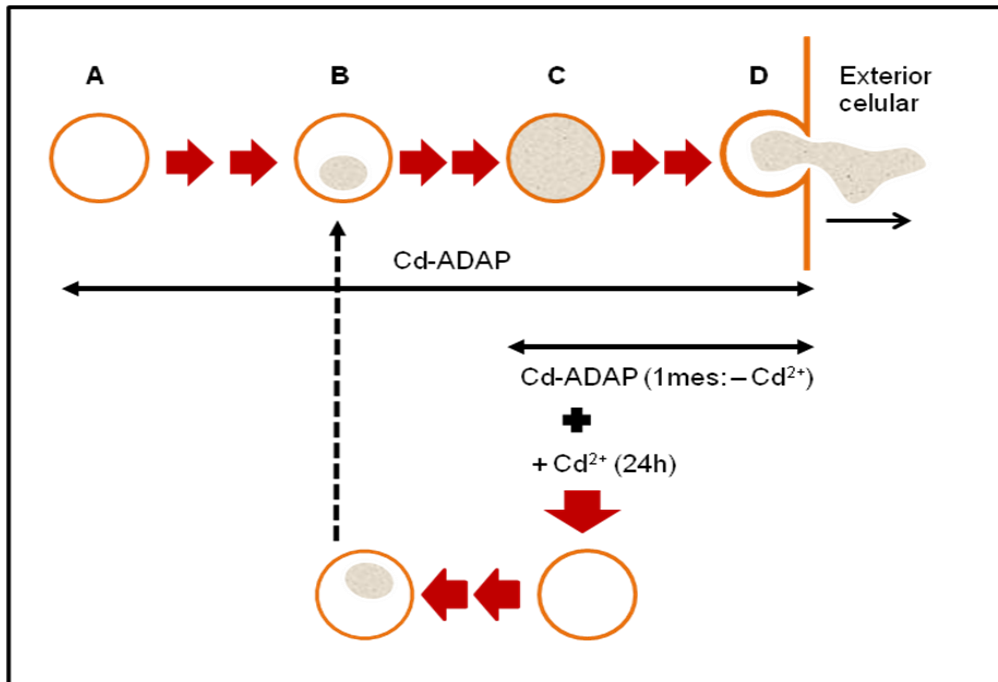 A
B
C
D
Exterior
celular
Cd-ADAP
Cd-ADAP (1mes: – Cd²⁺)
+ Cd²⁺ (24h)